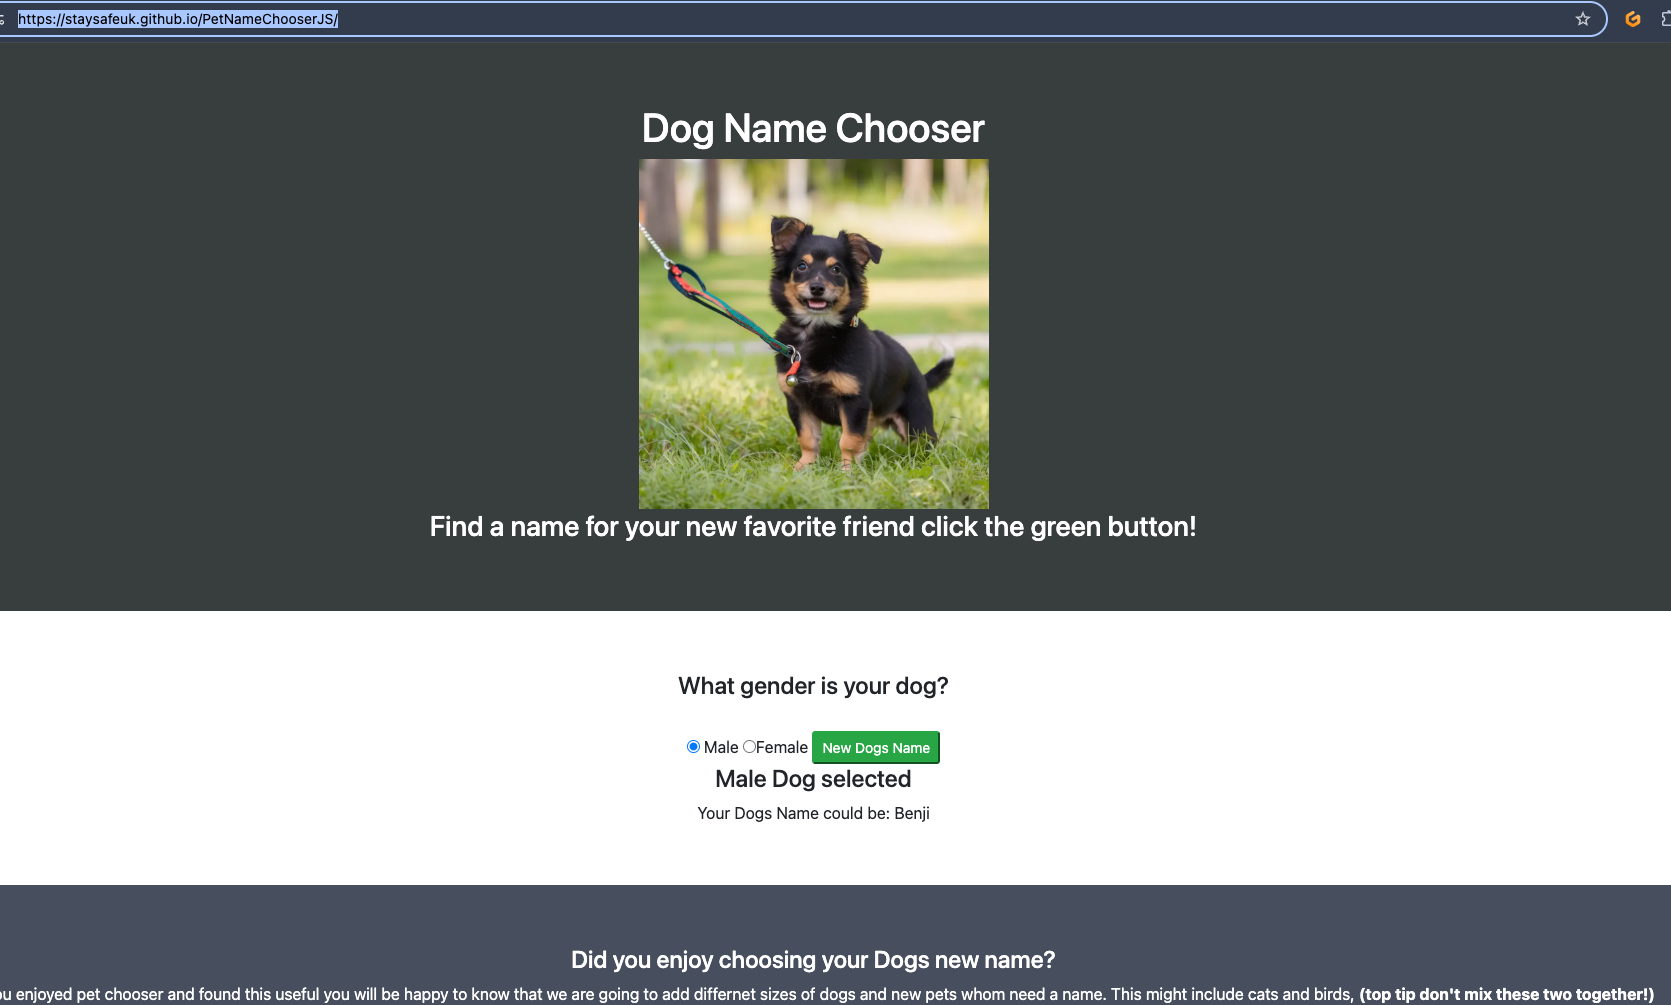 https://staysafeuk.github.io/PetNameChooserJS/
Dog Name Chooser
Find a name for your new favorite friend click the green button!
What gender is your dog?
Male Female New Dogs Name
Male Dog selected
Your Dogs Name could be: Benji
Did you enjoy choosing your Dogs new name?
enjoyed pet chooser and found this useful you will be happy to know that we are going to add differnet sizes of dogs and new pets whom need a name. This might include cats and birds, (top tip don't mix these two together!)